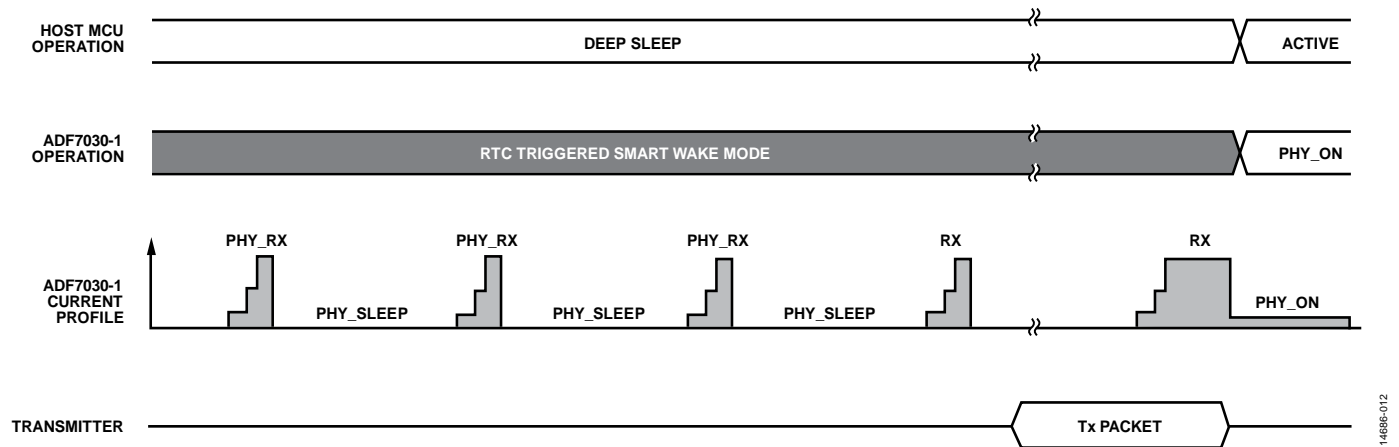 HOST MCU
OPERATION
DEEP SLEEP
ACTIVE
ADF7030-1
OPERATION
RTC TRIGGERED SMART WAKE MODE
PHY_ON
PHY_RX
PHY_RX
PHY_RX
RX
RX
ADF7030-1
CURRENT
PROFILE
PHY_SLEEP
PHY_SLEEP
PHY_SLEEP
PHY_ON
TRANSMITTER
Tx PACKET
14686-012